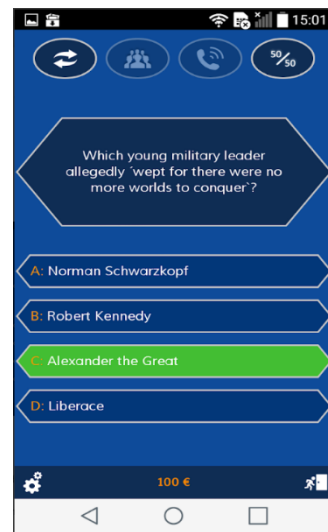 15:01
50/50
Which young military leader
allegedly ´wept for there were no
more worlds to conquer`?
A: Norman Schwarzkopf
B: Robert Kennedy
C: Alexander the Great
D: Liberace
100 €